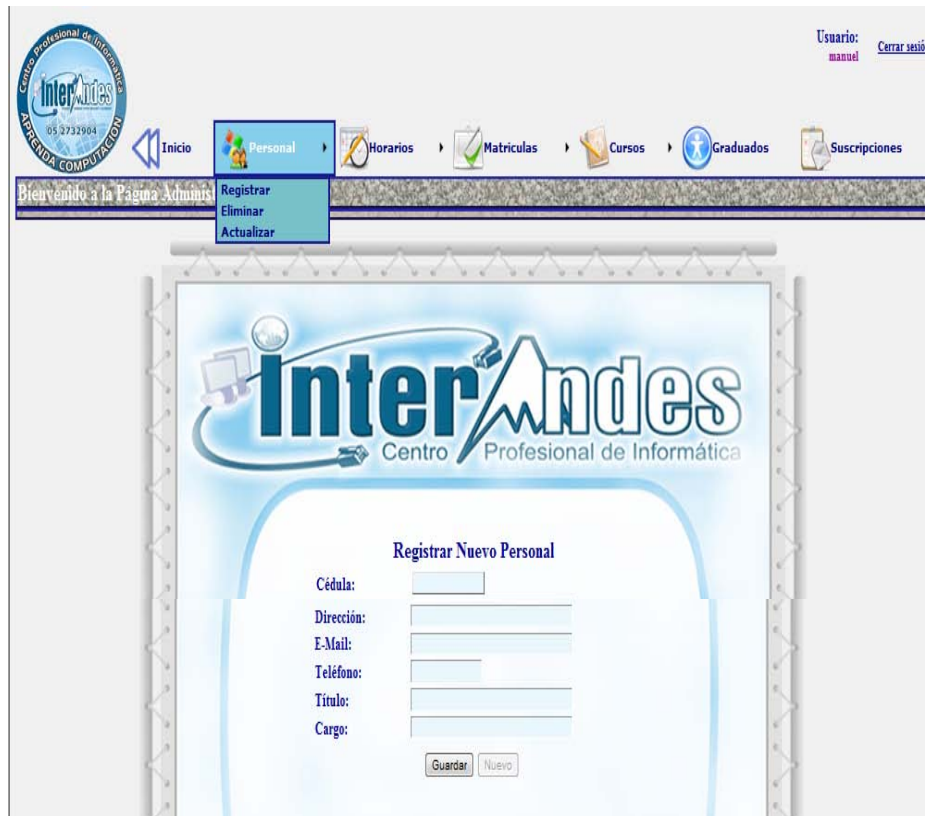 Centro Profesional de Informática
InterAndes
05 2732904
APRENDA COMPUTACION
Usuario:
manuel
Cerrar sesió
Inicio
Personal
Horarios
Matriculas
Cursos
Graduados
Suscripciones
Bienvenido a la Página Adminis
Registrar
Eliminar
Actualizar
InterAndes
Centro Profesional de Informática
Registrar Nuevo Personal
Cédula:
Dirección:
E-Mail:
Teléfono:
Título:
Cargo:
Guardar Nuevo